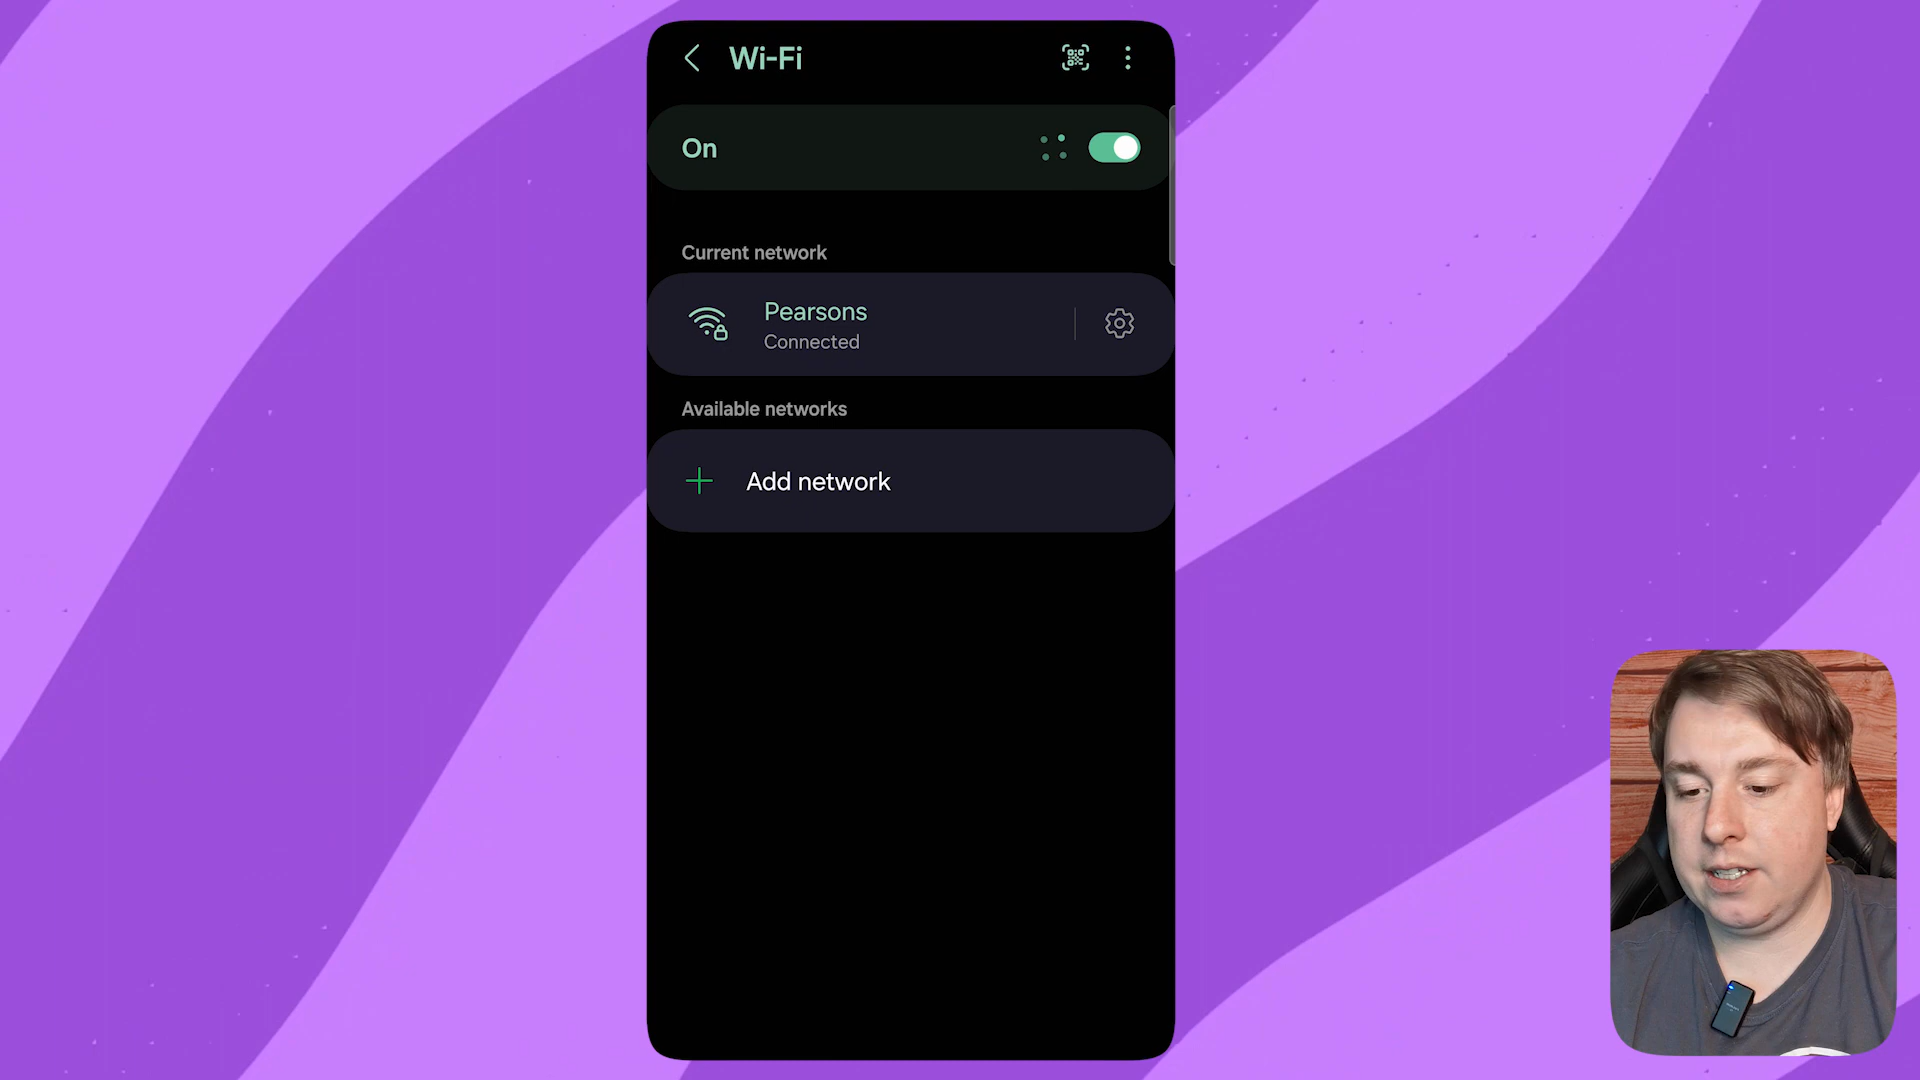 Wi-Fi
On
Current network
Pearsons
Connected
Available networks
Add network